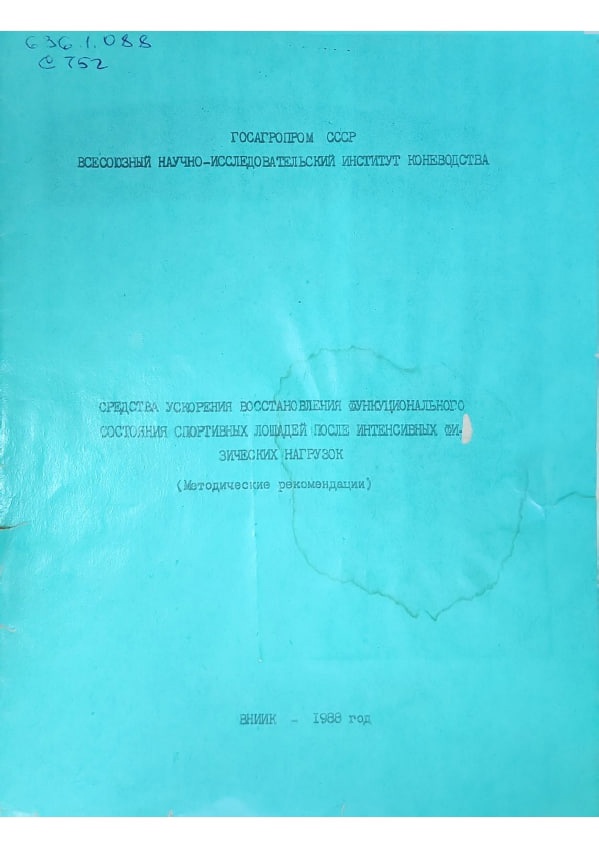 636.1.088
С 752
ГОСАГРОПРОМ СССР
ВСЕСОЮЗНЫЙ НАУЧНО-ИССЛЕДОВАТЕЛЬСКИЙ ИНСТИТУТ КОНЕВОДСТВА
СРЕДСТВА УСКОРЕНИЯ ВОССТАНОВЛЕНИЯ ФУНКУЦИОНАЛЬНОГО
СОСТОЯНИЯ СПОРТИВНЫХ ЛОШАДЕЙ ПОСЛЕ ИНТЕНСИВНЫХ ФИ-
ЗИЧЕСКИХ НАГРУЗОК
(Методические рекомендации)
ВНИИК - 1988 год